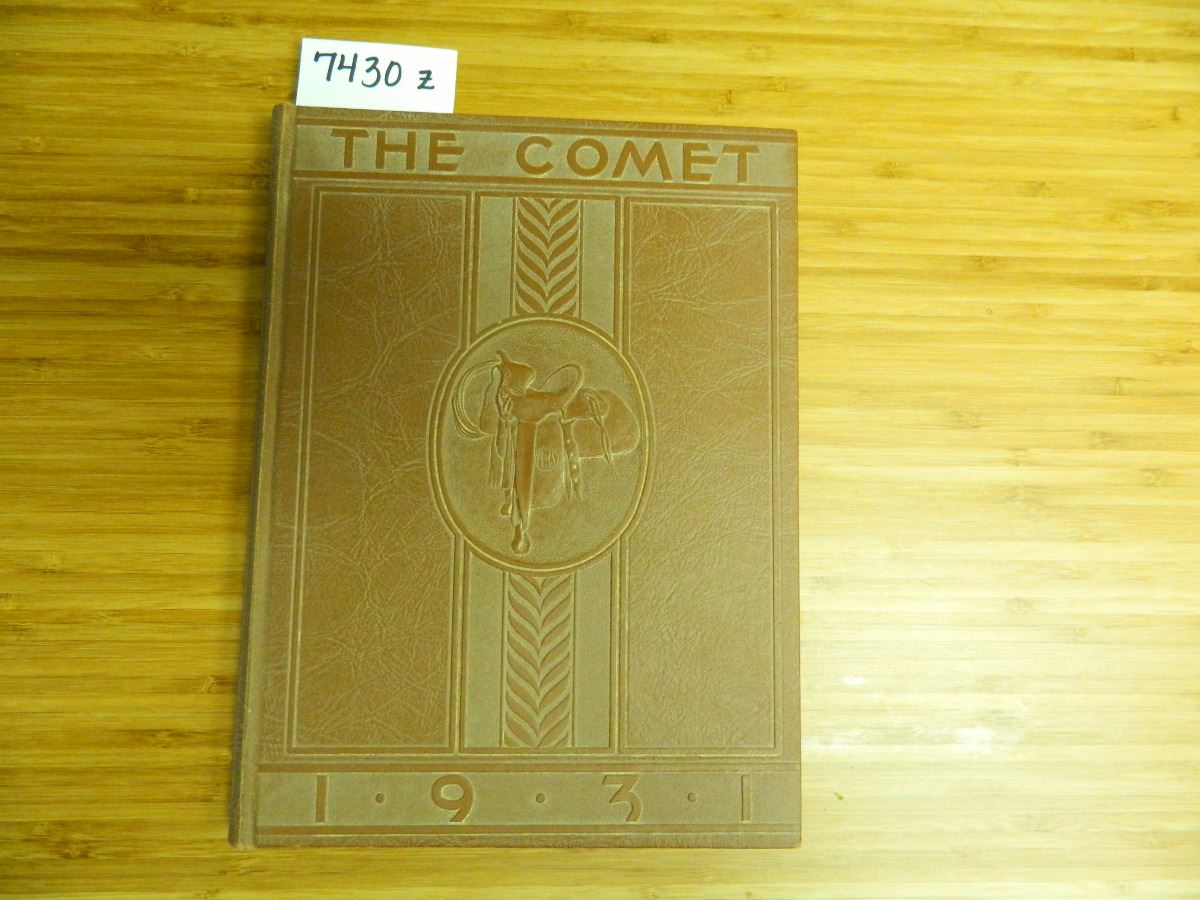 7430 z
THE COMET
1·9·3·1